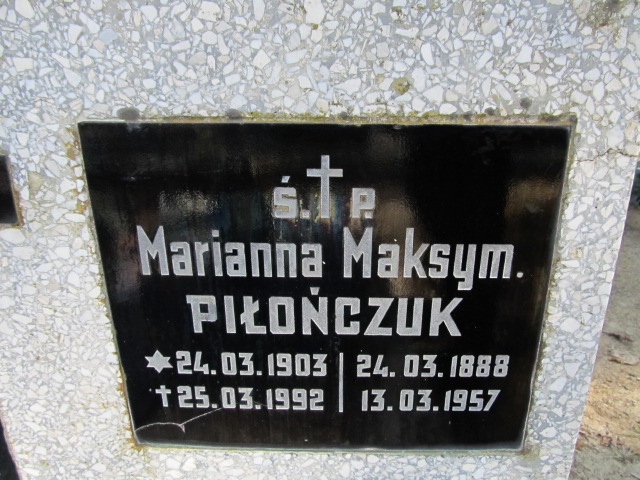 ś. † p.
Marianna Maksym.
PIŁOŃCZUK
✶ 24.03.1903 | 24.03.1888
† 25.03.1992 | 13.03.1957